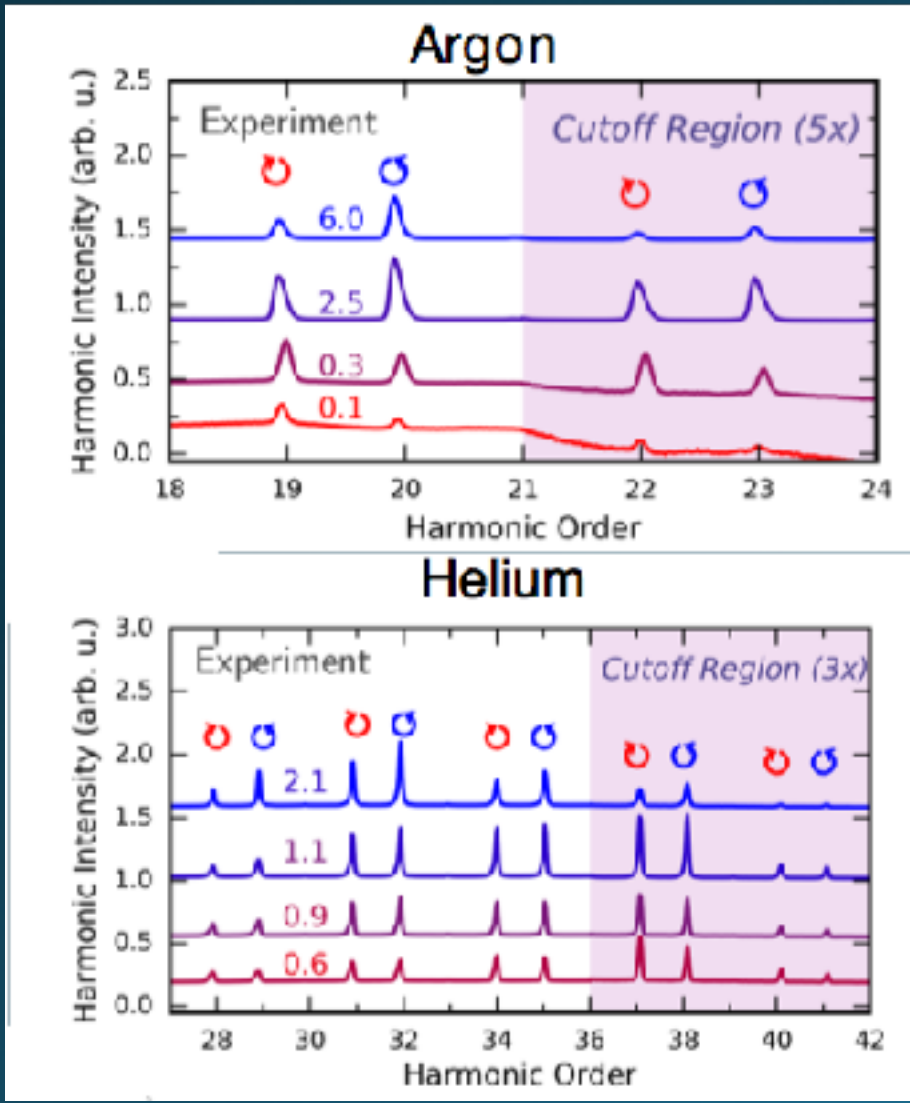 Argon
Harmonic Intensity (arb. u.)
2.5
2.0
1.5
1.0
0.5
0.0
Experiment
Cutoff Region (5x)
6.0
2.5
0.3
0.1
18 19 20 21 22 23 24
Harmonic Order
Helium
Harmonic Intensity (arb. u.)
3.0
2.5
2.0
1.5
1.0
0.5
0.0
Experiment
Cutoff Region (3x)
2.1
1.1
0.9
0.6
28 30 32 34 36 38 40 42
Harmonic Order